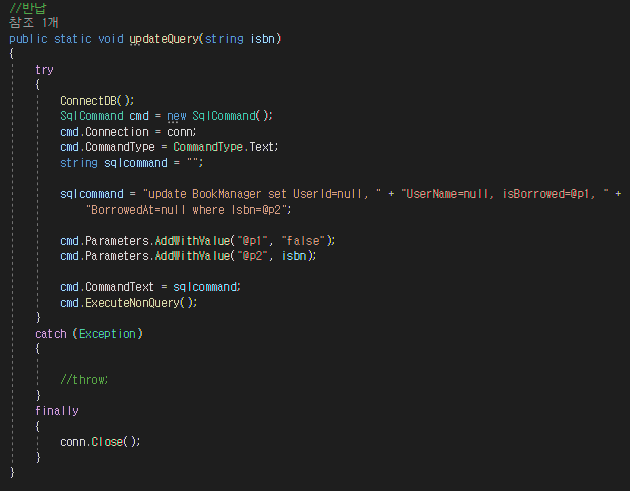 //반납
참조 1개
public static void updateQuery(string isbn)
{
try
{
ConnectDB();
SqlCommand cmd = new SqlCommand();
cmd.Connection = conn;
cmd.CommandType = CommandType.Text;
string sqlcommand = "";
sqlcommand = "update BookManager set UserId=null, " + "UserName=null, isBorrowed=@p1, " +
"BorrowedAt=null where Isbn=@p2";
cmd.Parameters.AddWithValue("@p1", "false");
cmd.Parameters.AddWithValue("@p2", isbn);
cmd.CommandText = sqlcommand;
cmd.ExecuteNonQuery();
}
catch (Exception)
{
//throw;
}
finally
{
conn.Close();
}
}